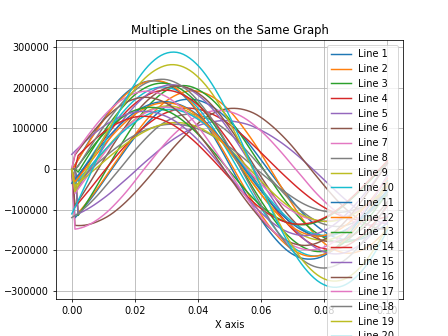 Multiple Lines on the Same Graph
300000
200000
100000
0
−100000
−200000
−300000
0.00
0.02
0.04
0.06
X axis
Line 1
Line 2
Line 3
Line 4
Line 5
Line 6
Line 7
Line 8
Line 9
Line 10
Line 11
Line 12
Line 13
Line 14
Line 15
Line 16
Line 17
Line 18
Line 19